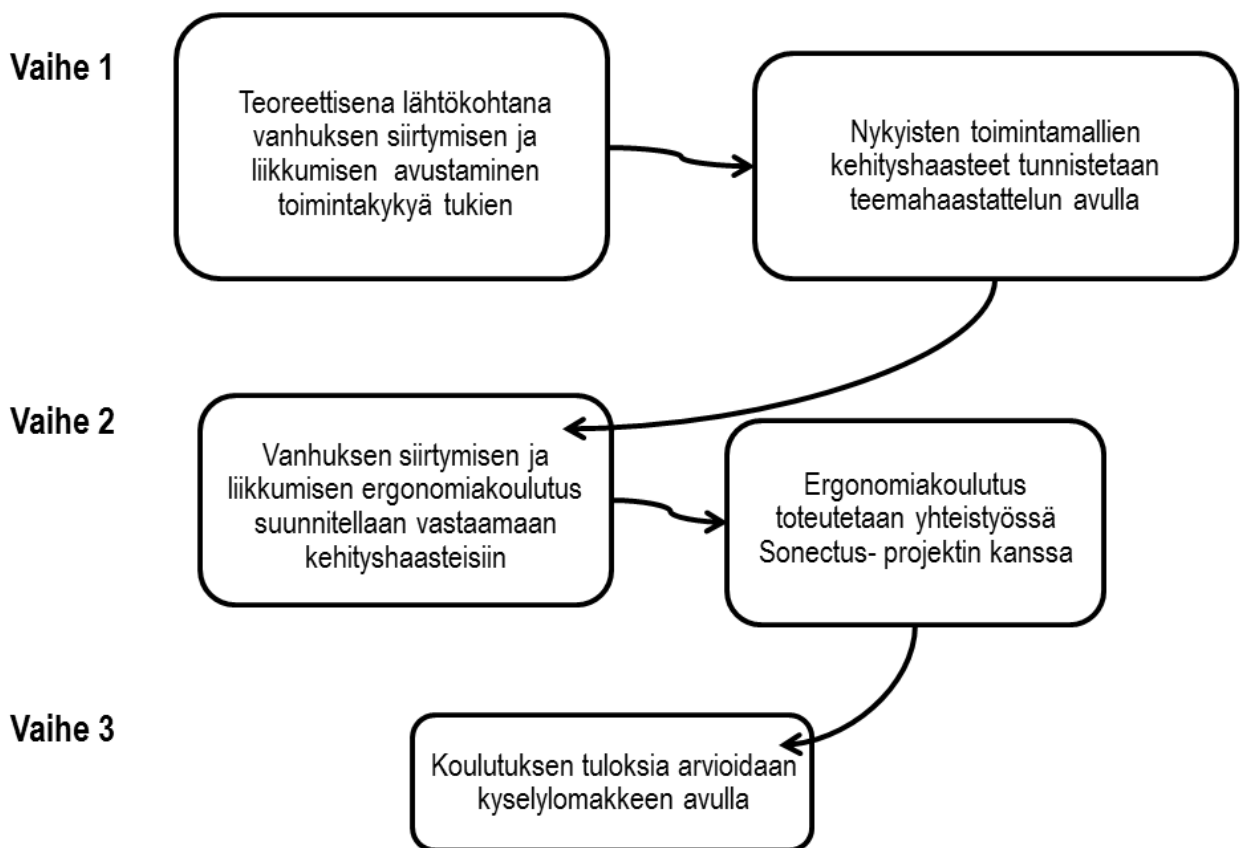 Vaihe 1
Teoreettisena lähtökohtana
vanhuksen siirtymisen ja
liikkumisen avustaminen
toimintakykyä tukien
Nykyisten toimintamallien
kehityshaasteet tunnistetaan
teemahaastattelun avulla
Vaihe 2
Vanhuksen siirtymisen ja
liikkumisen ergonomiakoulutus
suunnitellaan vastaamaan
kehityshaasteisiin
Ergonomiakoulutus
toteutetaan yhteistyössä
Sonectus- projektin kanssa
Vaihe 3
Koulutuksen tuloksia arvioidaan
kyselylomakkeen avulla